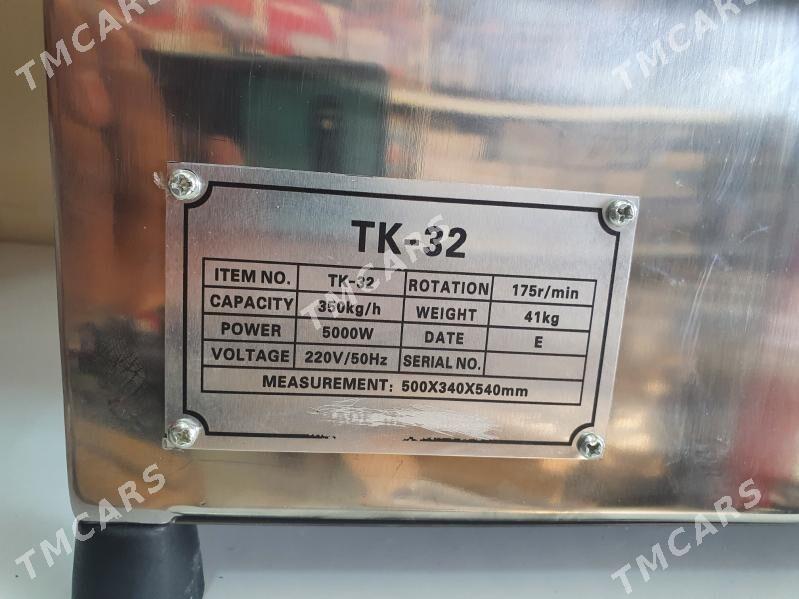 TMCARS
TMCARS
TK-32
TMCARS
ITEM NO. TK-32 ROTATION 175r/min
CAPACITY 350kg/h WEIGHT 41kg
POWER 5000W DATE E
VOLTAGE 220V/50Hz SERIAL NO.
MEASUREMENT: 500X340X540mm
TMCARS
TMCARS